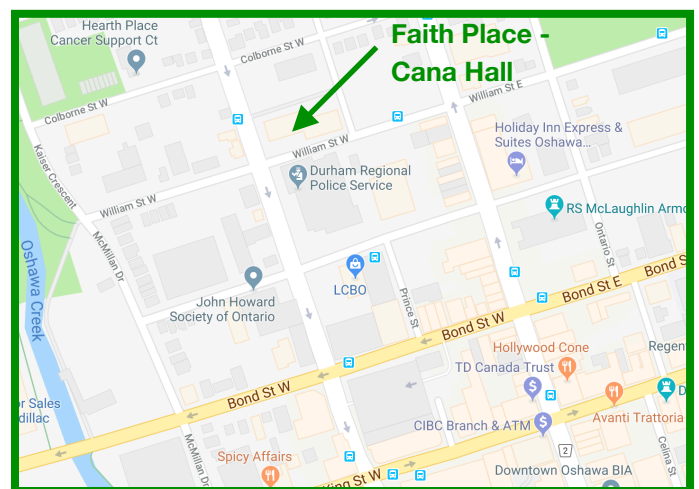 Hearth Place
Cancer Support Ct
Faith Place -
Cana Hall
Colborne St W
Colborne St W
William St E
William St W
Holiday Inn Express &
Suites Oshawa...
Durham Regional
Police Service
Kaiser Crescent
William St W
RS McLaughlin Armo
McMillan Dr
Ontario St
Oshawa Creek
LCBO
Prince St
John Howard
Society of Ontario
Bond S
Bond St E
Bond St W
Hollywood Cone
Regen
TD Canada Trust
Bond St W
or Sales
dillac
D
CIBC Branch & ATM
Avanti Trattoria
McMillan Dr
Spicy Affairs
2
Celina St
King St W
Downtown Oshawa BIA